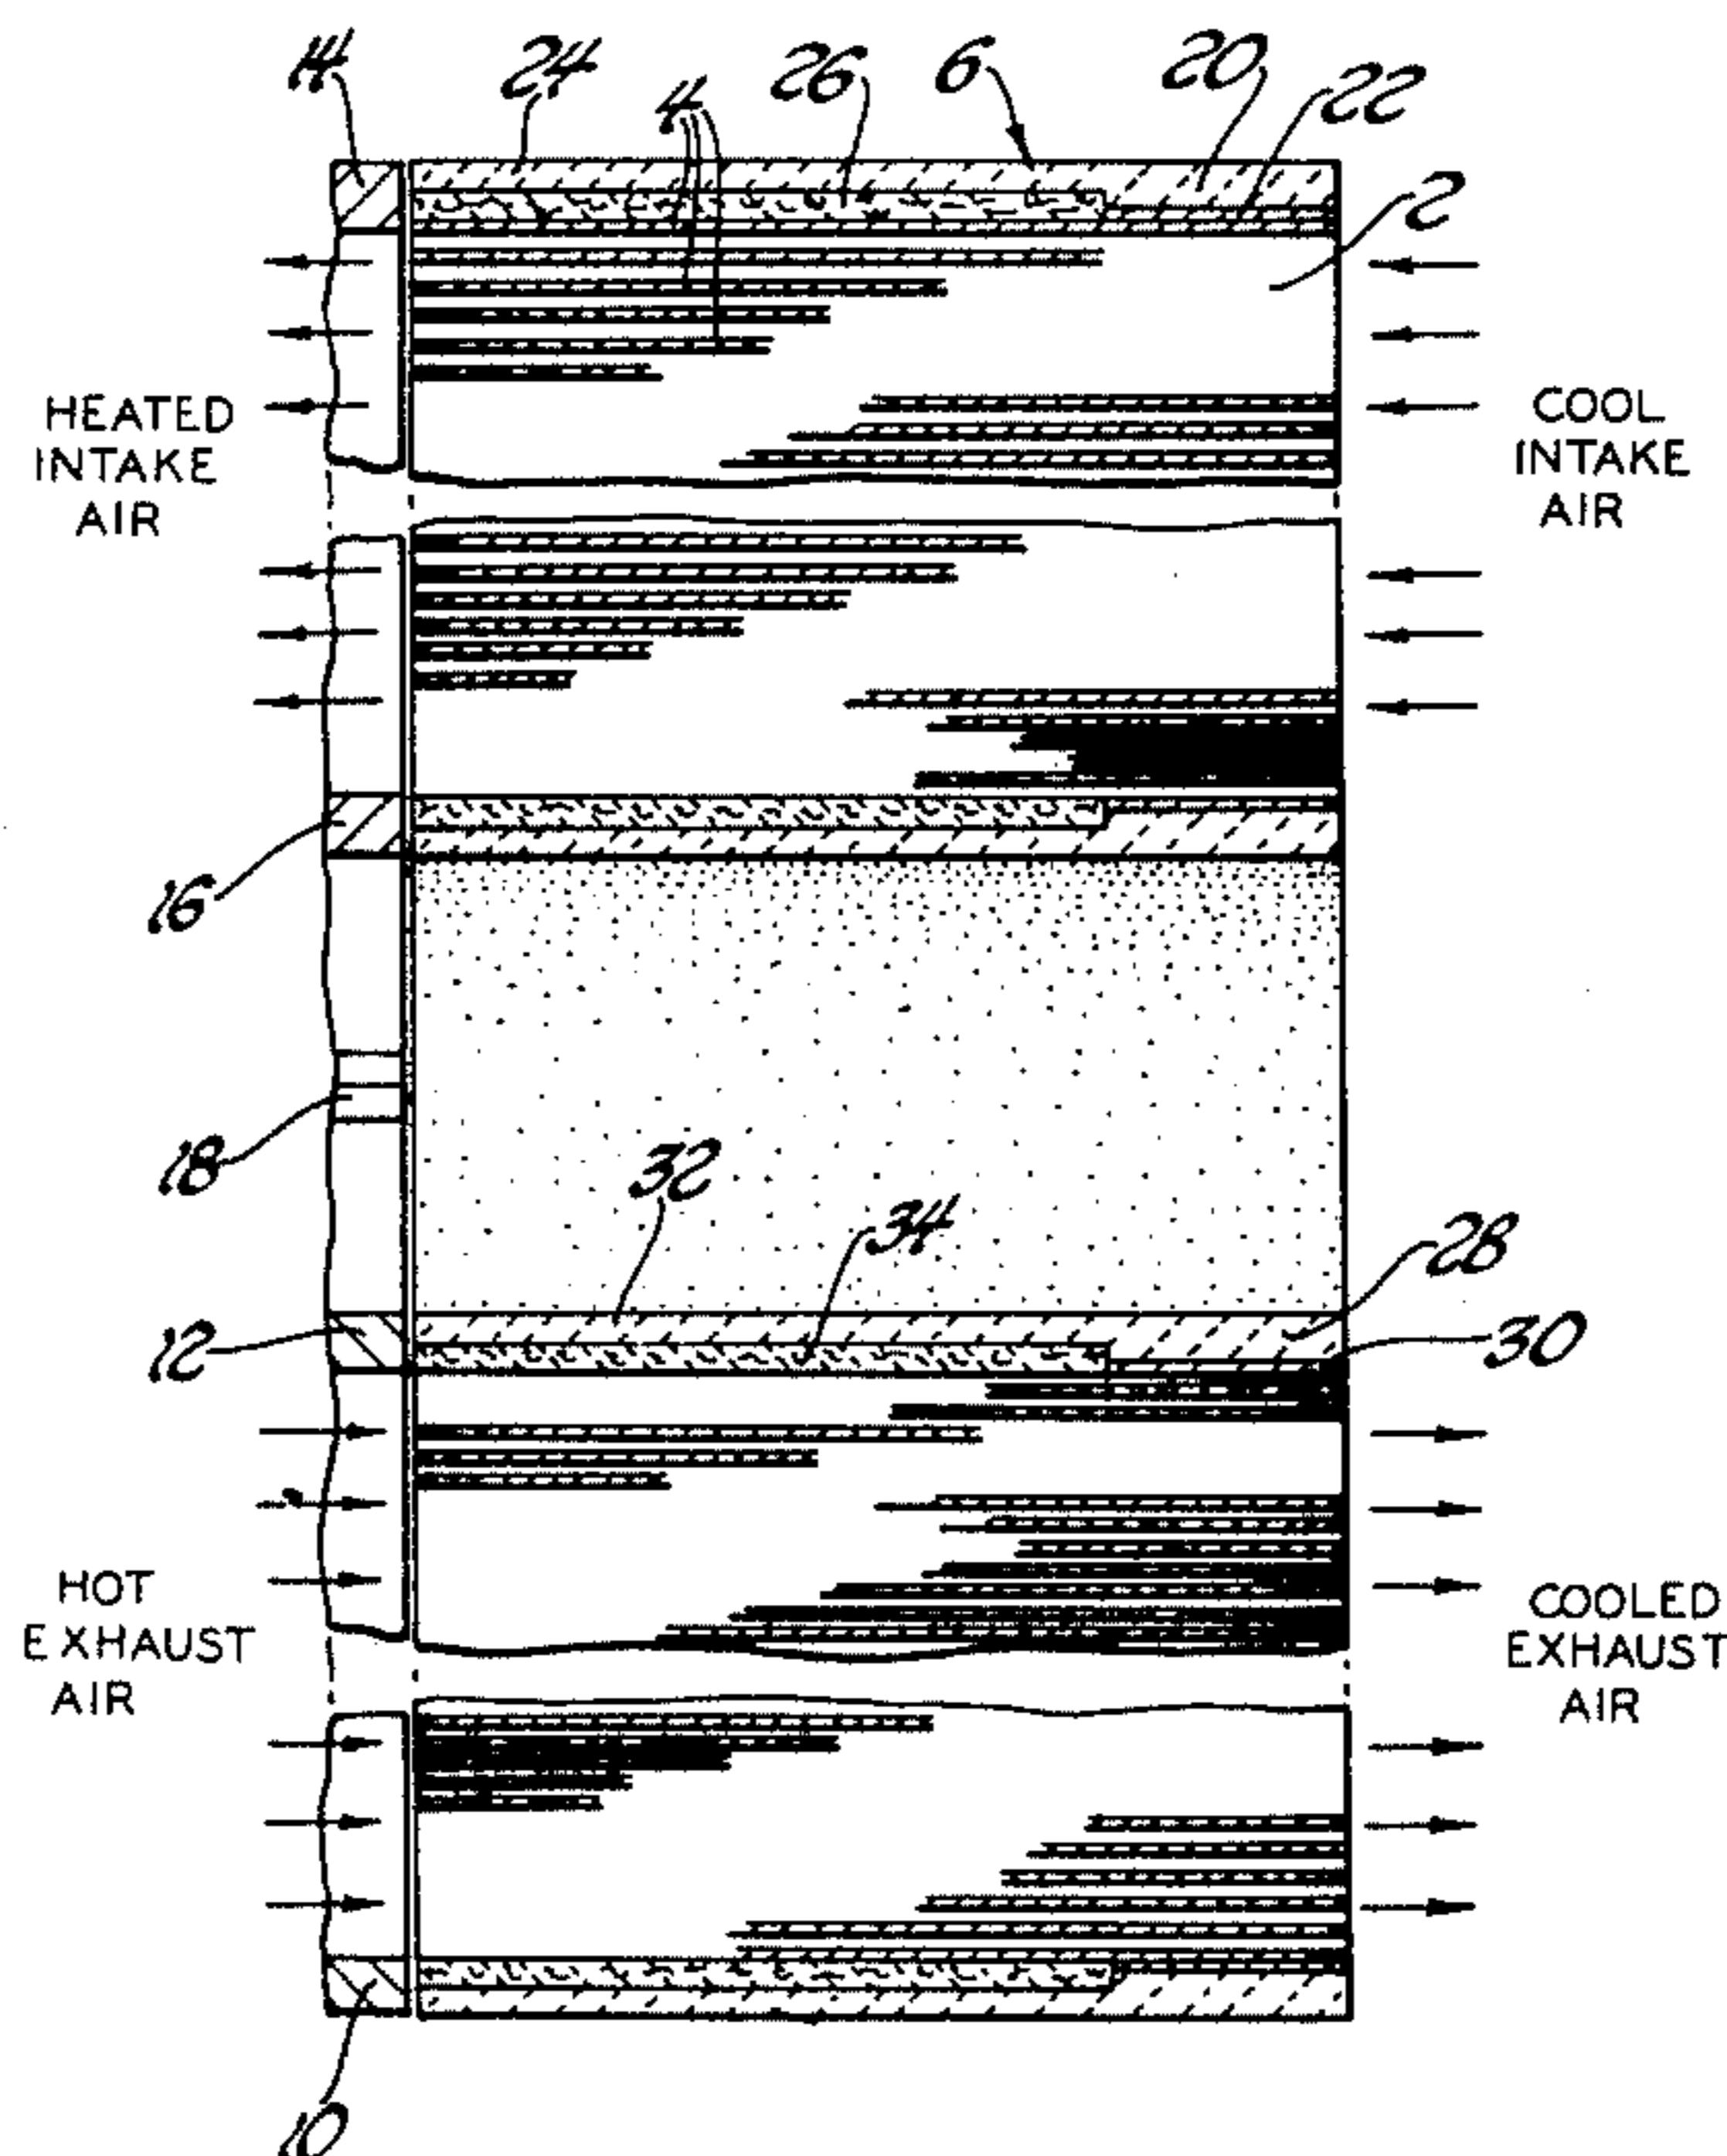 14
24
4
26
6
20
22
2
HEATED
INTAKE
AIR
COOL
INTAKE
AIR
16
18
32
34
28
12
30
HOT
EXHAUST
AIR
COOLED
EXHAUST
AIR
10